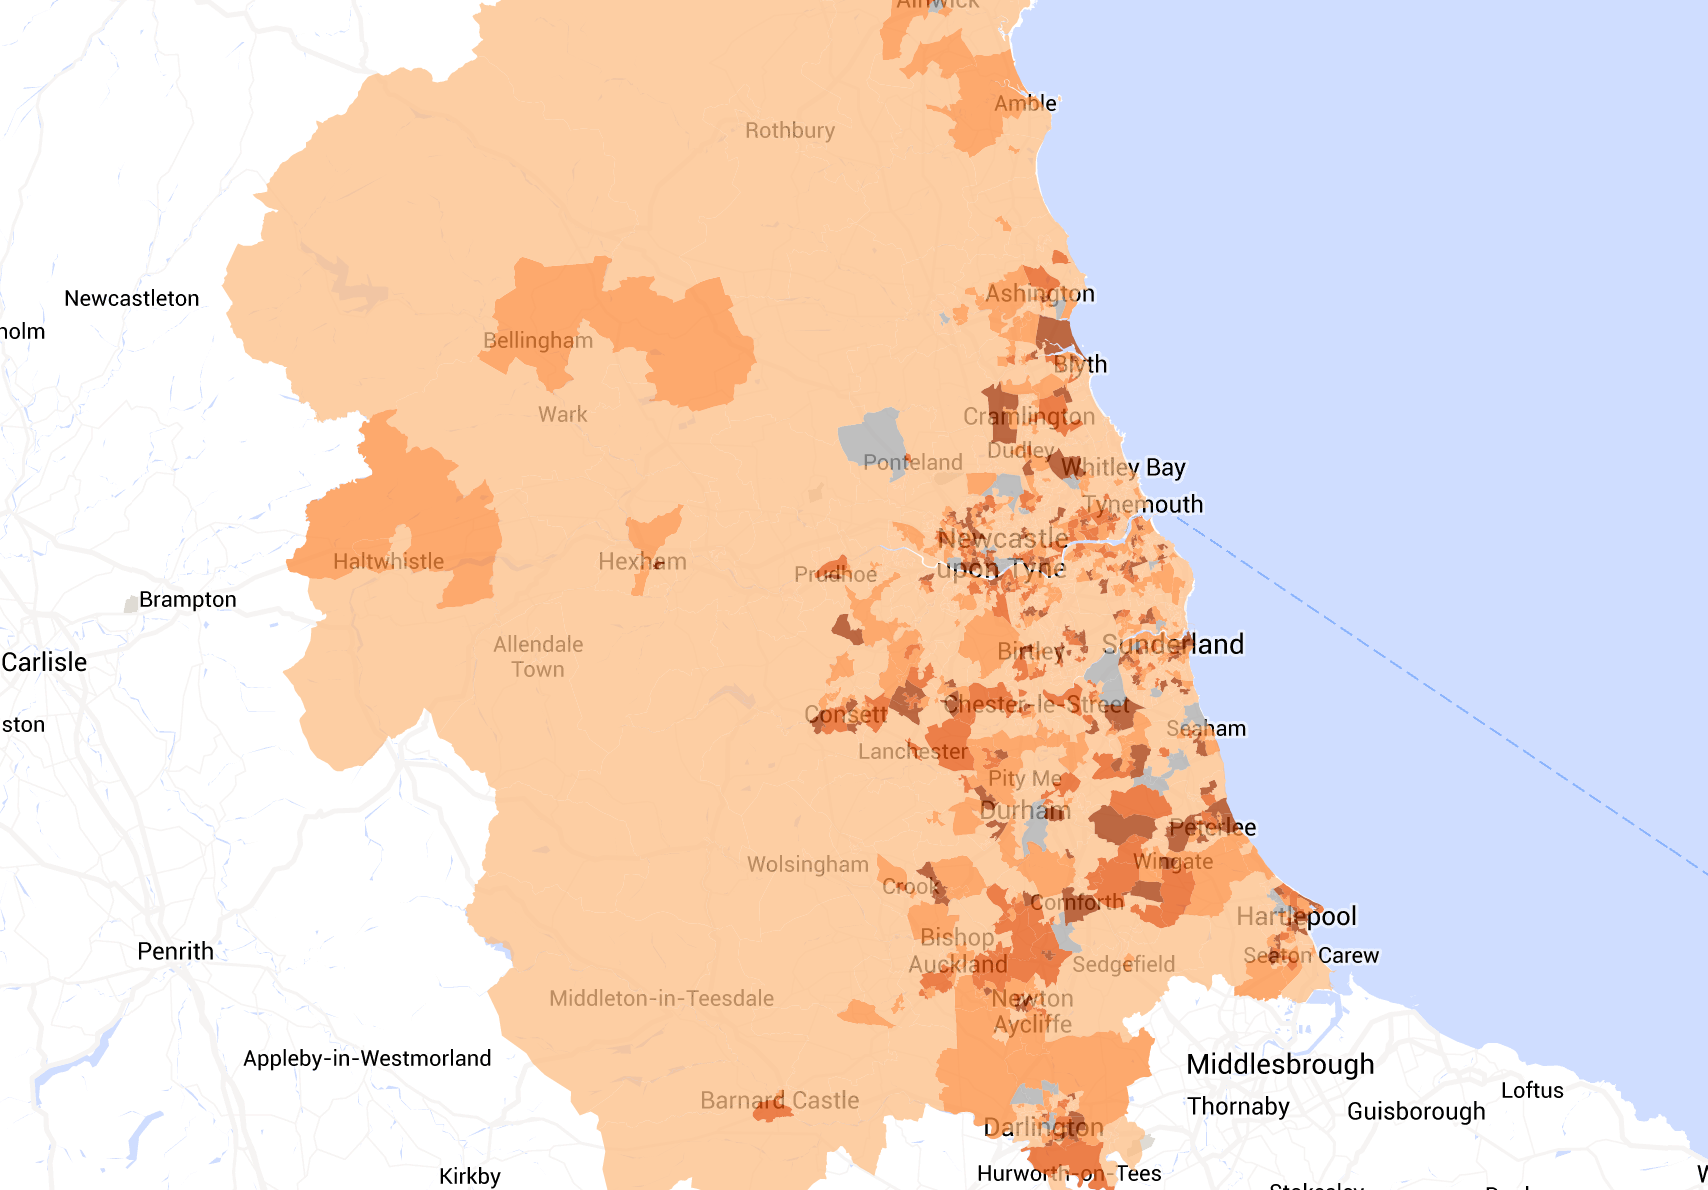 Alnwick
Amble
Rothbury
Newcastleton
Ashington
holm
Bellingham
Blyth
Wark
Cramlington
Dudley
Ponteland
Whitley Bay
Tynemouth
Newcastle
upon Tyne
Haltwhistle
Hexham
Prudhoe
Brampton
Allendale
Town
Birtley
Sunderland
Carlisle
Consett
Chester-le-Street
ston
Seaham
Lanchester
Pity Me
Durham
Peterlee
Wolsingham
Wingate
Crook
Cornforth
Hartlepool
Bishop
Auckland
Penrith
Sedgefield
Seaton Carew
Middleton-in-Teesdale
Newton
Aycliffe
Appleby-in-Westmorland
Middlesbrough
Loftus
Barnard Castle
Thornaby
Guisborough
Darlington
Kirkby
Hurworth-on-Tees
Stokesley
W